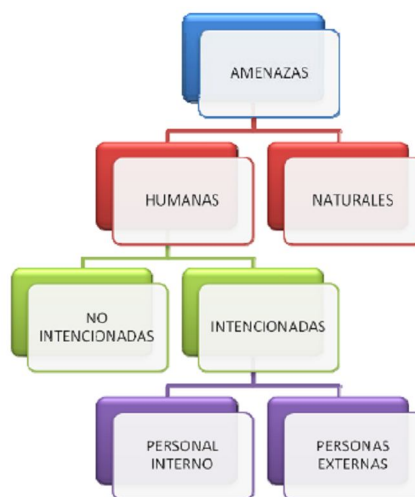 AMENAZAS
HUMANAS
NATURALES
NO
INTENCIONADAS
INTENCIONADAS
PERSONAL
INTERNO
PERSONAS
EXTERNAS